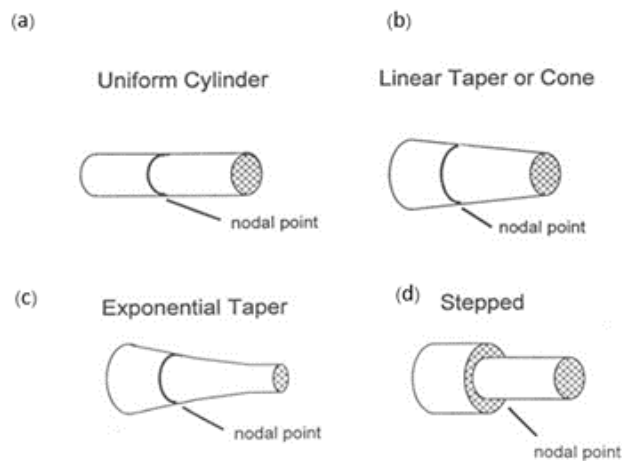 (a)
Uniform Cylinder
nodal point
(b)
Linear Taper or Cone
nodal point
(c)
Exponential Taper
nodal point
(d)
Stepped
nodal point